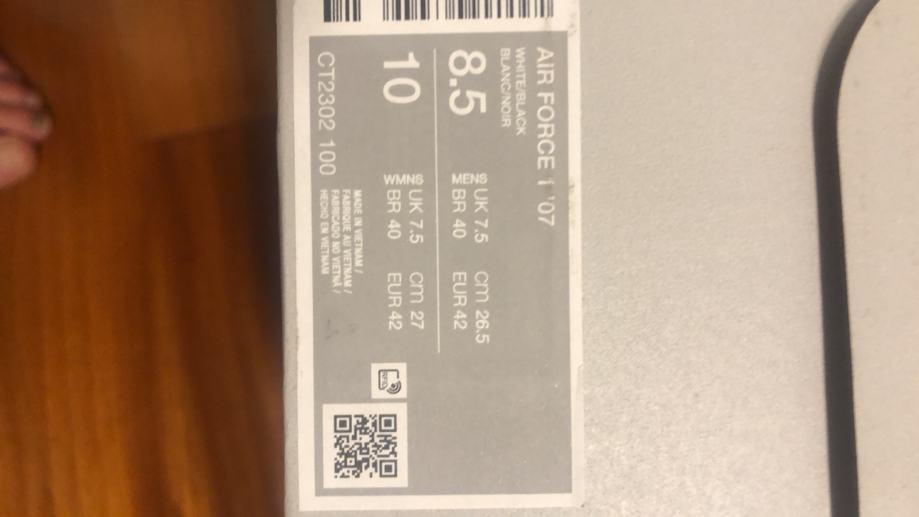 AIR FORCE 1 '07
WHITE/BLACK
BLANC/NOIR
8.5
MENS UK 7.5 cm 26.5
BR 40 EUR 42
10
WMNS UK 7.5 cm 27
BR 40 EUR 42
CT2302 100
MADE IN VIETNAM /
FABRIQUE AU VIETNAM /
FABRICADO NO VIETNÃ /
HECHO EN VIETNAM